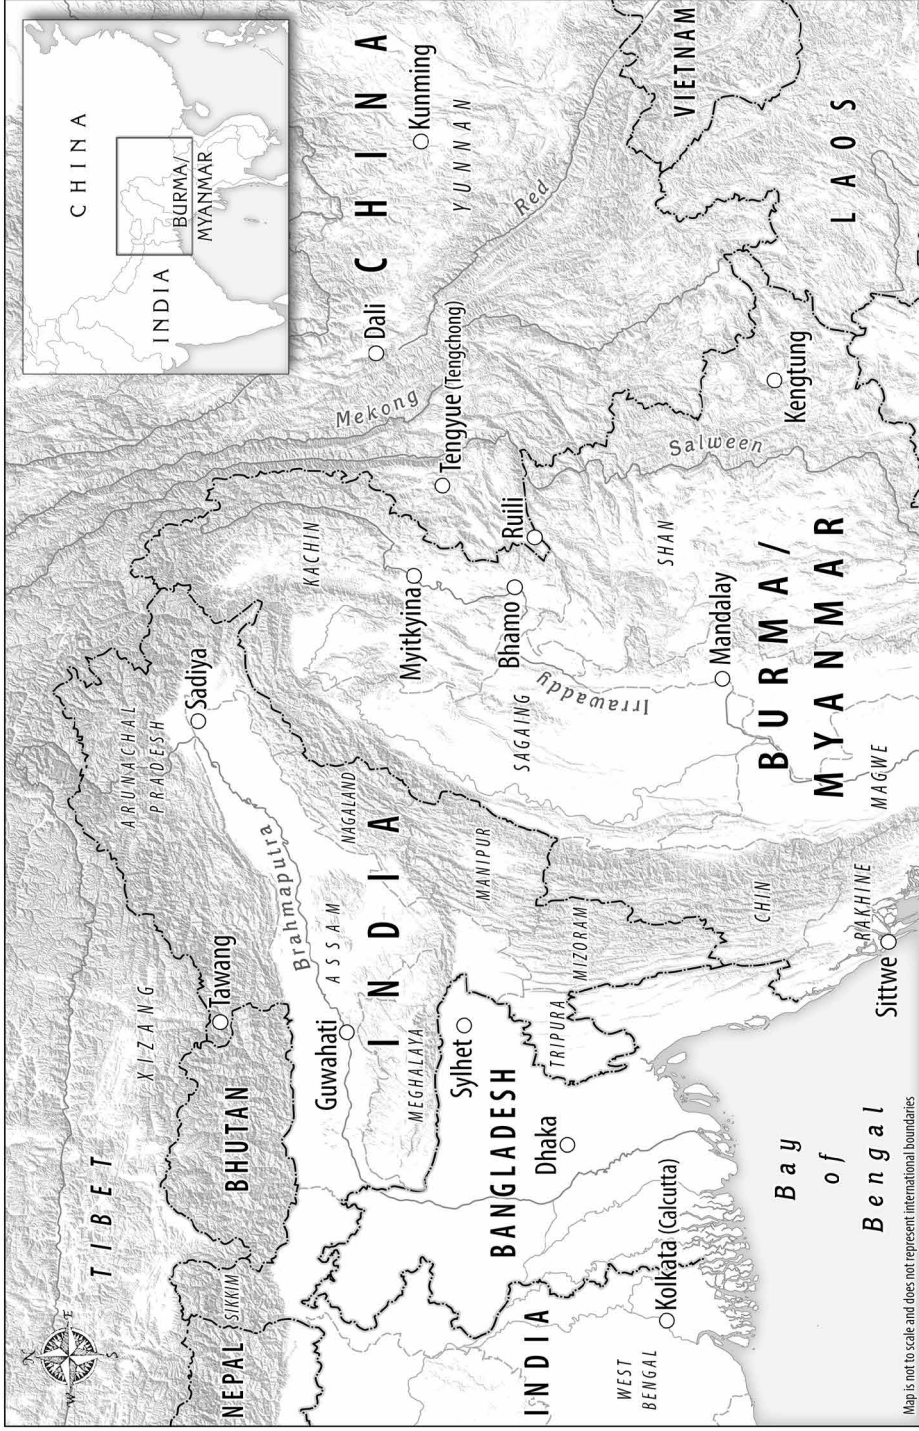 N
W
E
S
NEPAL
SIKKIM
TIBET
BHUTAN
XIZANG
Tawang
ARUNACHAL
PRADESH
Sadiya
Brahmaputra
Guwahati
ASSAM
INDIA
NAGALAND
MEGHALAYA
MANIPUR
Sylhet
BANGLADESH
Dhaka
TRIPURA
MIZORAM
INDIA
WEST
BENGAL
Kolkata (Calcutta)
Bay
of
Bengal
CHIN
RAKHINE
Sittwe
KACHIN
Myitkyina
Bhamo
SAGAING
Irrawaddy
Mandalay
SHAN
BURMA/
MYANMAR
MAGWE
Ruili
Tengyue (Tengchong)
Mekong
Salween
Kengtung
Dali
CHINA
Kunming
YUNNAN
Red
VIETNAM
LAOS
CHINA
INDIA
BURMA/
MYANMAR
Map is not to scale and does not represent international boundaries